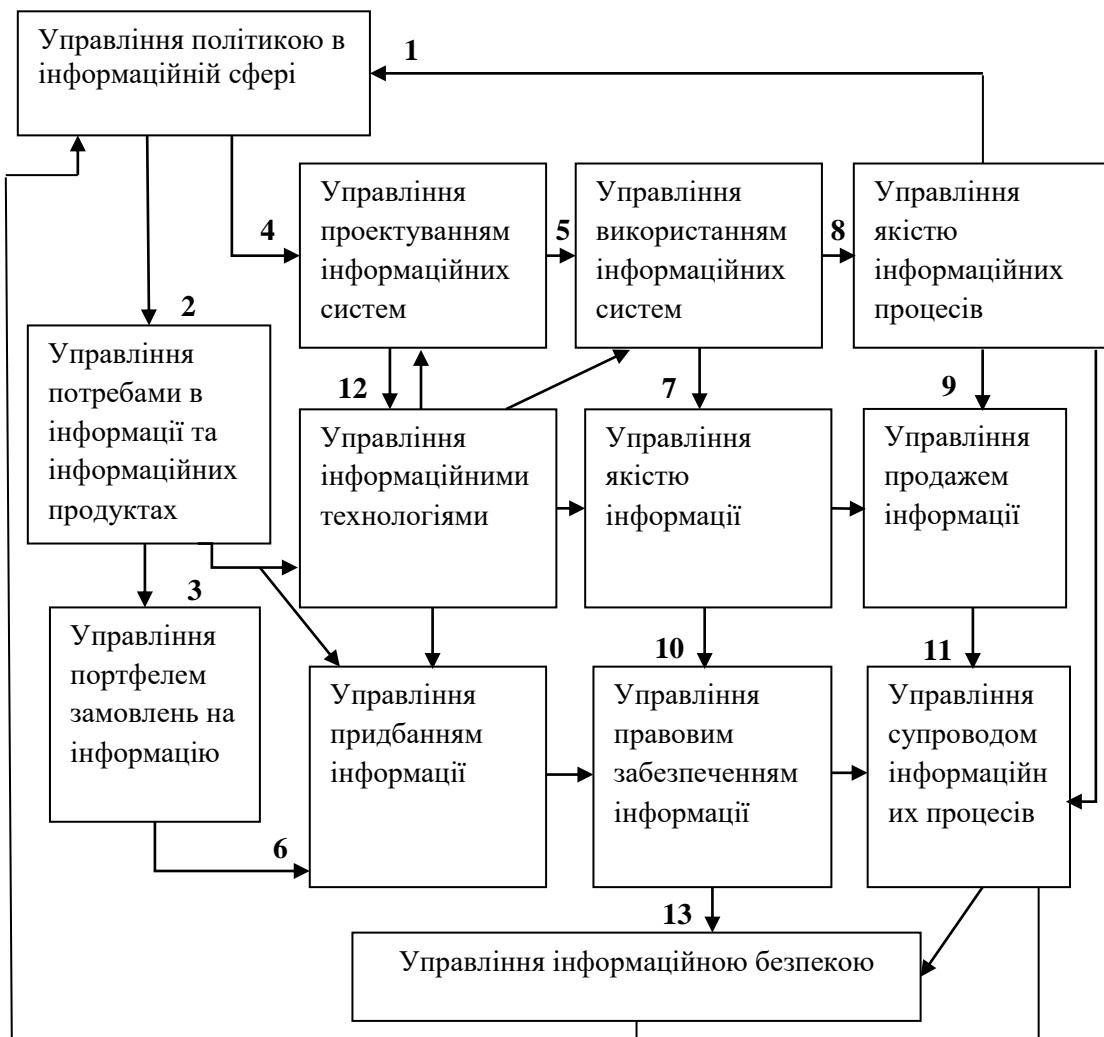 Управління політикою в
інформаційній сфері
1
Управління
проектуванням
інформаційних
систем
4
5
Управління
використанням
інформаційних
систем
8
Управління
якістю
інформаційних
процесів
2
Управління
потребами в
інформації та
інформаційних
продуктах
12
Управління
інформаційними
технологіями
7
Управління
якістю
інформації
9
Управління
продажем
інформації
3
Управління
портфелем
замовлень на
інформацію
6
Управління
придбанням
інформації
10
Управління
правовим
забезпеченням
інформації
11
Управління
супроводом
інформаційн
их процесів
13
Управління інформаційною безпекою